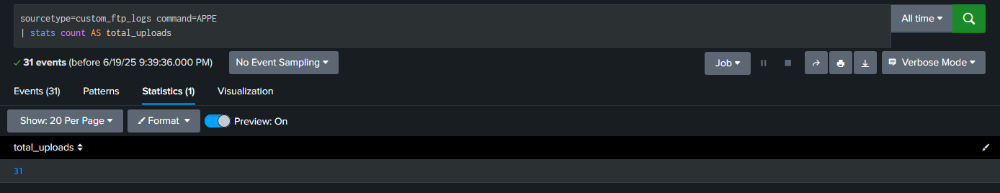 sourcetype=custom_ftp_logs command=APPE
All time
| stats count AS total_uploads
31 events (before 6/19/25 9:39:36.000 PM)
No Event Sampling
Job
Verbose Mode
Events (31)
Patterns
Statistics (1)
Visualization
Show: 20 Per Page
Format
Preview: On
total_uploads
31